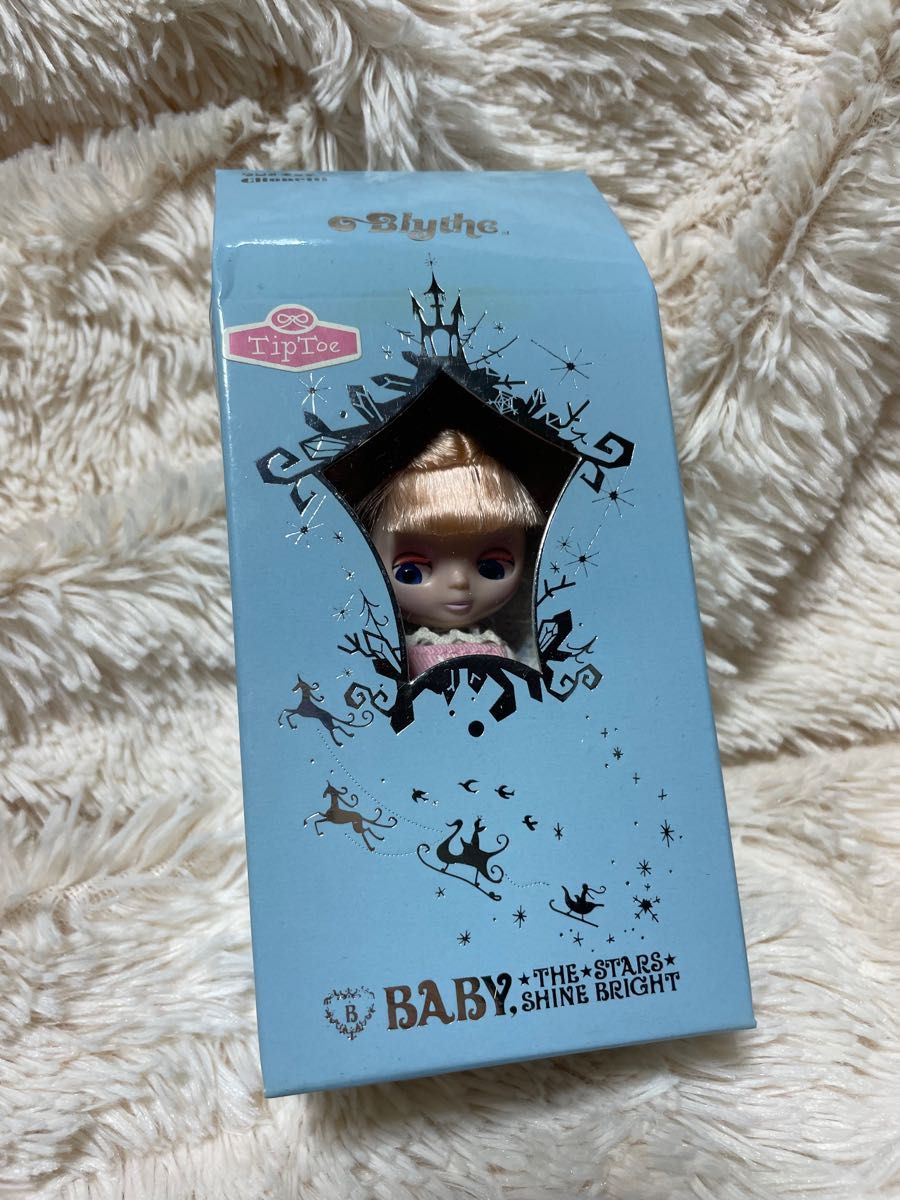 Blythe
TipToe
B
BABY, THE STARS
SHINE BRIGHT